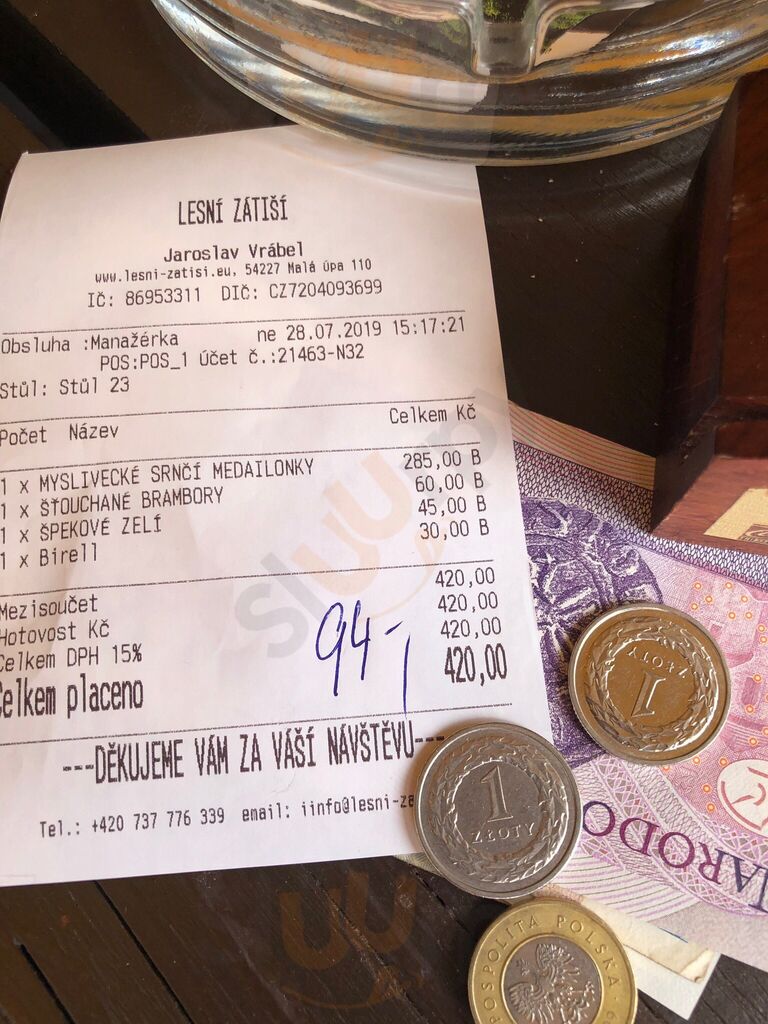 LESNÍ ZÁTIŠÍ
Jaroslav Vrábel
www.lesni-zatisi.eu, 54227 Malá Úpa 110
IČ: 86953311 DIČ: CZ7204093699
Obsluha :Manažérka ne 28.07.2019 15:17:21
POS:POS_1 účet č.:21463-N32
Stůl: Stůl 23
Počet Název Celkem Kč
1 x MYSLIVECKÉ SRNČÍ MEDAILONKY 285,00 B
1 x ŠŤOUCHANÉ BRAMBORY 60,00 B
1 x ŠPEKOVÉ ZELÍ 45,00 B
1 x Birell 30,00 B
Mezisoučet 420,00
Hotovost Kč 420,00
Celkem DPH 15% 420,00
Celkem placeno 420,00
94,-
---DĚKUJEME VÁM ZA VÁŠÍ NÁVŠTĚVU---
Tel.: +420 737 776 339 email: iinfo@lesni-za
1
ZŁOTY
1
ZŁOTY
NARODO
POSPOLITA POLSKA
sluurpy